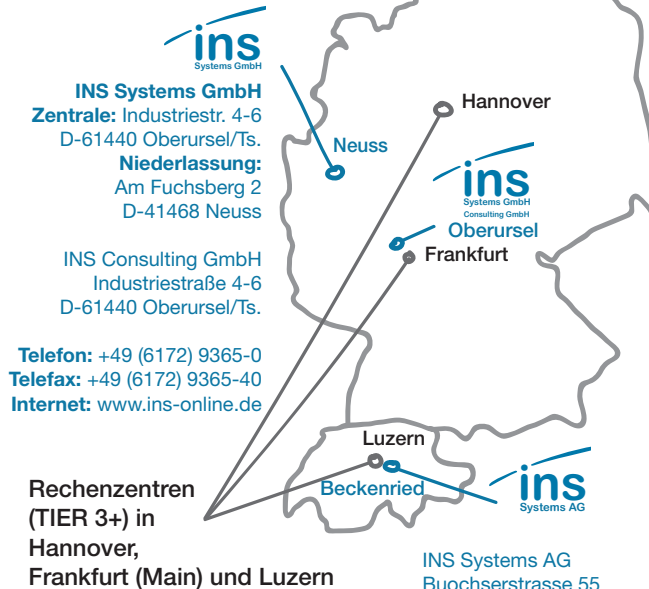 ins
Systems GmbH
INS Systems GmbH
Zentrale: Industriestr. 4-6
D-61440 Oberursel/Ts.
Niederlassung:
Am Fuchsberg 2
D-41468 Neuss
INS Consulting GmbH
Industriestraße 4-6
D-61440 Oberursel/Ts.
Telefon: +49 (6172) 9365-0
Telefax: +49 (6172) 9365-40
Internet: www.ins-online.de
Hannover
Neuss
ins
Systems GmbH
Consulting GmbH
Oberursel
Frankfurt
Luzern
Beckenried
ins
Systems AG
Rechenzentren
(TIER 3+) in
Hannover,
Frankfurt (Main) und Luzern
INS Systems AG
Buochserstrasse 55